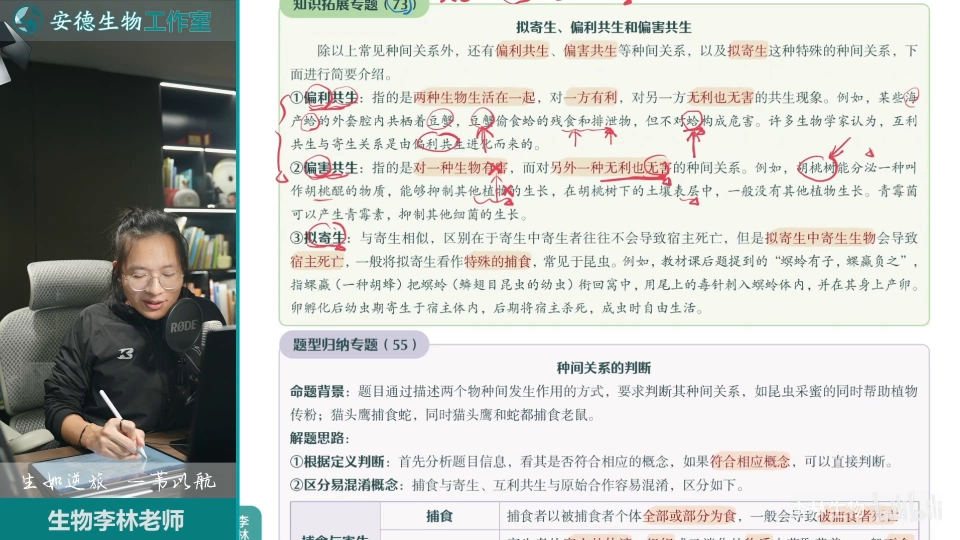 安德生物工作室
知识拓展专题（73）
拟寄生、偏利共生和偏害共生
除以上常见种间关系外，还有偏利共生、偏害共生等种间关系，以及拟寄生这种特殊的种间关系，下
面进行简要介绍。
①偏利共生：指的是两种生物生活在一起，对一方有利，对另一方无利也无害的共生现象。例如，某些海
产蛤的外套腔内共栖着豆蟹，豆蟹偷食蛤的残食和排泄物，但不对蛤构成危害。许多生物学家认为，互利
共生与寄生关系是由偏利共生进化而来的。
②偏害共生：指的是对一种生物有害，而对另外一种无利也无害的种间关系。例如，胡桃树能分泌一种叫
作胡桃醌的物质，能够抑制其他植物的生长，在胡桃树下的土壤表层中，一般没有其他植物生长。青霉菌
可以产生青霉素，抑制其他细菌的生长。
③拟寄生：与寄生相似，区别在于寄生中寄生者往往不会导致宿主死亡，但是拟寄生中寄生生物会导致
宿主死亡，一般将拟寄生看作特殊的捕食，常见于昆虫。例如，教材课后题提到的“螟蛉有子，蜾蠃负之”，
指蜾蠃（一种胡蜂）把螟蛉（鳞翅目昆虫的幼虫）衔回窝中，用尾上的毒针刺入螟蛉体内，并在其身上产卵。
卵孵化后幼虫期寄生于宿主体内，后期将宿主杀死，成虫时自由生活。
RODE
题型归纳专题（55）
种间关系的判断
命题背景：题目通过描述两个物种间发生作用的方式，要求判断其种间关系，如昆虫采蜜的同时帮助植物
传粉；猫头鹰捕食蛇，同时猫头鹰和蛇都捕食老鼠。
解题思路：
①根据定义判断：首先分析题目信息，看其是否符合相应的概念，如果符合相应概念，可以直接判断。
②区分易混淆概念：捕食与寄生、互利共生与原始合作容易混淆，区分如下。
捕食 捕食者以被捕食者个体全部或部分为食，一般会导致被捕食者死亡
捕食与寄生
生如逆旅 一苇以航
生物李林老师
李林